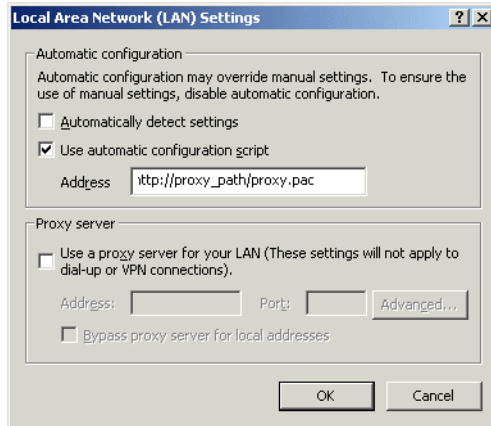 Local Area Network (LAN) Settings
Automatic configuration
Automatic configuration may override manual settings. To ensure the
use of manual settings, disable automatic configuration.
Automatically detect settings
Use automatic configuration script
Address ttp://proxy_path/proxy.pac
Proxy server
Use a proxy server for your LAN (These settings will not apply to
dial-up or VPN connections).
Address: Port: Advanced...
Bypass proxy server for local addresses
OK Cancel